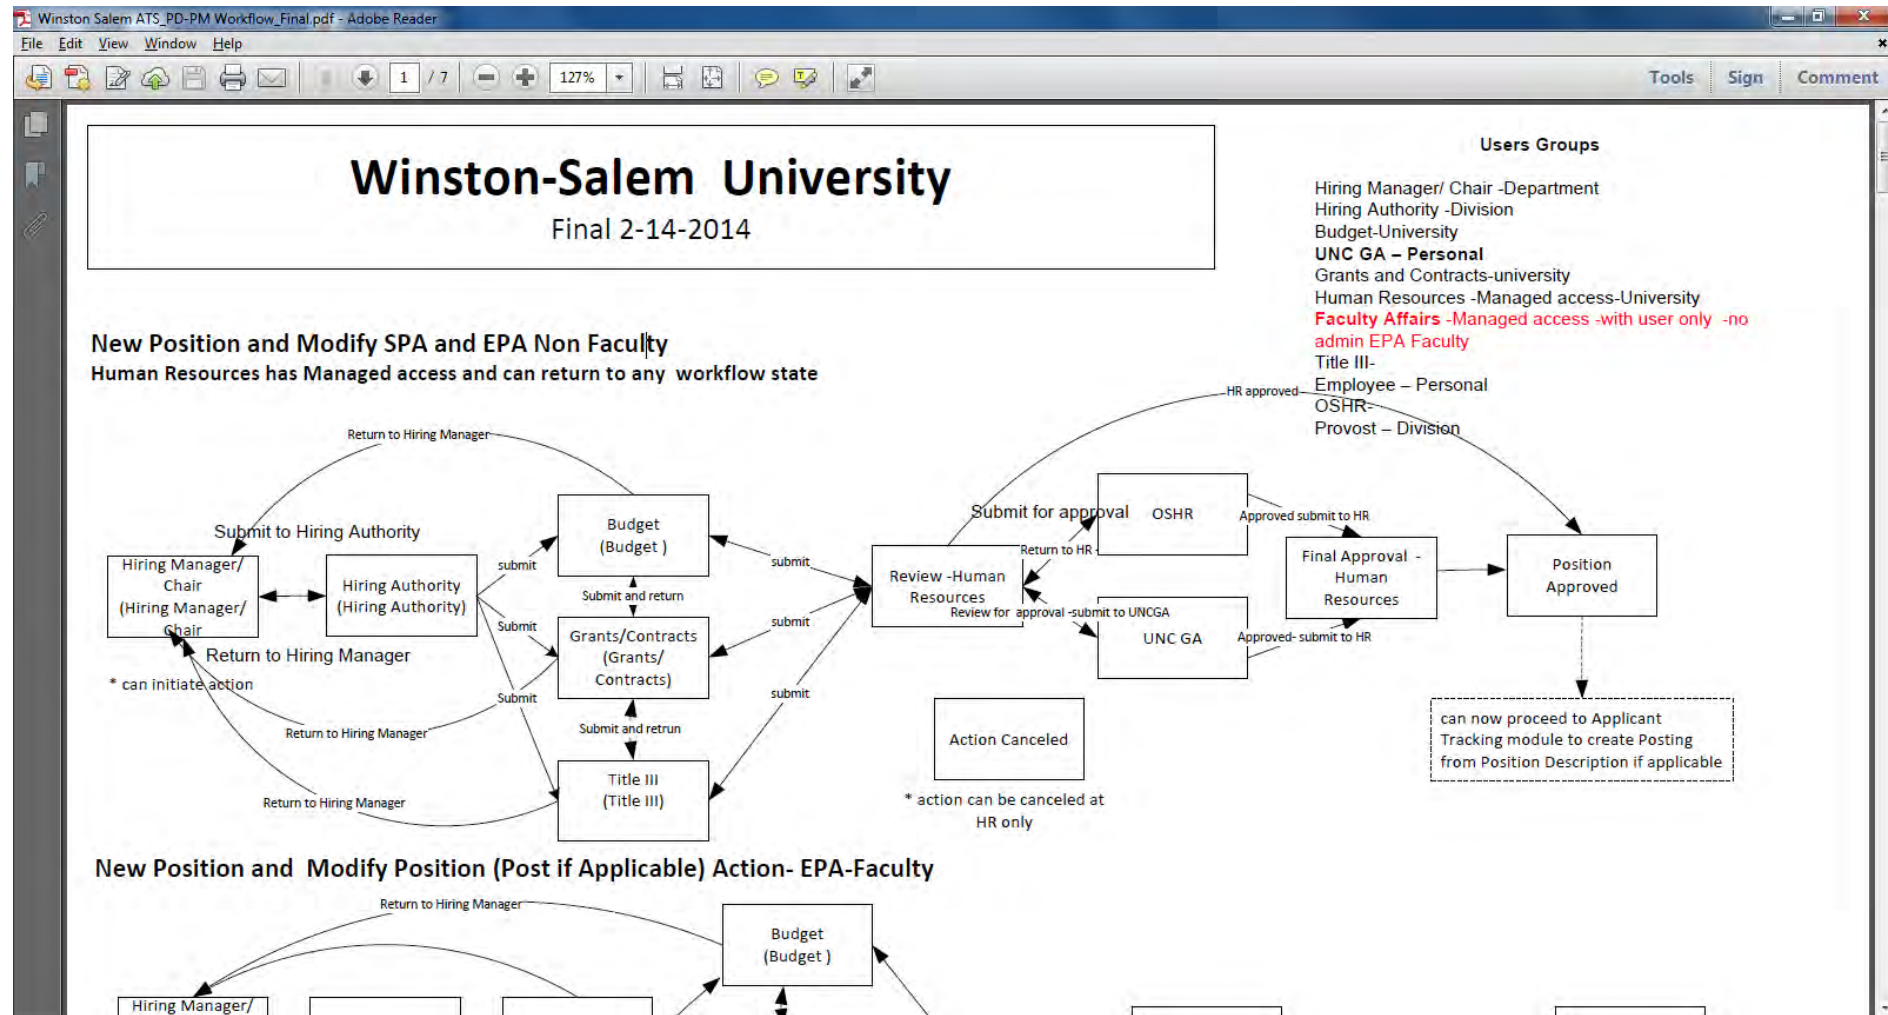 Winston Salem ATS_PD-PM Workflow_Final.pdf - Adobe Reader
File Edit View Window Help
1 / 7 127% Tools Sign Comment
Winston-Salem University
Final 2-14-2014
Users Groups
Hiring Manager/ Chair -Department
Hiring Authority -Division
Budget-University
UNC GA – Personal
Grants and Contracts-university
Human Resources -Managed access-University
Faculty Affairs -Managed access -with user only -no
admin EPA Faculty
Title III-
Employee – Personal
OSHR-
Provost – Division
New Position and Modify SPA and EPA Non Faculty
Human Resources has Managed access and can return to any workflow state
HR approved
Return to Hiring Manager
Submit to Hiring Authority
Hiring Manager/
Chair
(Hiring Manager/
Chair
Return to Hiring Manager
* can initiate action
Hiring Authority
(Hiring Authority)
submit
Submit
Submit
Budget
(Budget )
Submit and return
Grants/Contracts
(Grants/
Contracts)
Submit and retrun
Title III
(Title III)
Return to Hiring Manager
Return to Hiring Manager
submit
submit
submit
Review -Human
Resources
Submit for approval
Return to HR -
Review for approval -submit to UNCGA
OSHR
UNC GA
Approved submit to HR
Approved- submit to HR
Final Approval -
Human
Resources
Position
Approved
Action Canceled
* action can be canceled at
HR only
can now proceed to Applicant
Tracking module to create Posting
from Position Description if applicable
New Position and Modify Position (Post if Applicable) Action- EPA-Faculty
Return to Hiring Manager
Budget
(Budget )
Hiring Manager/